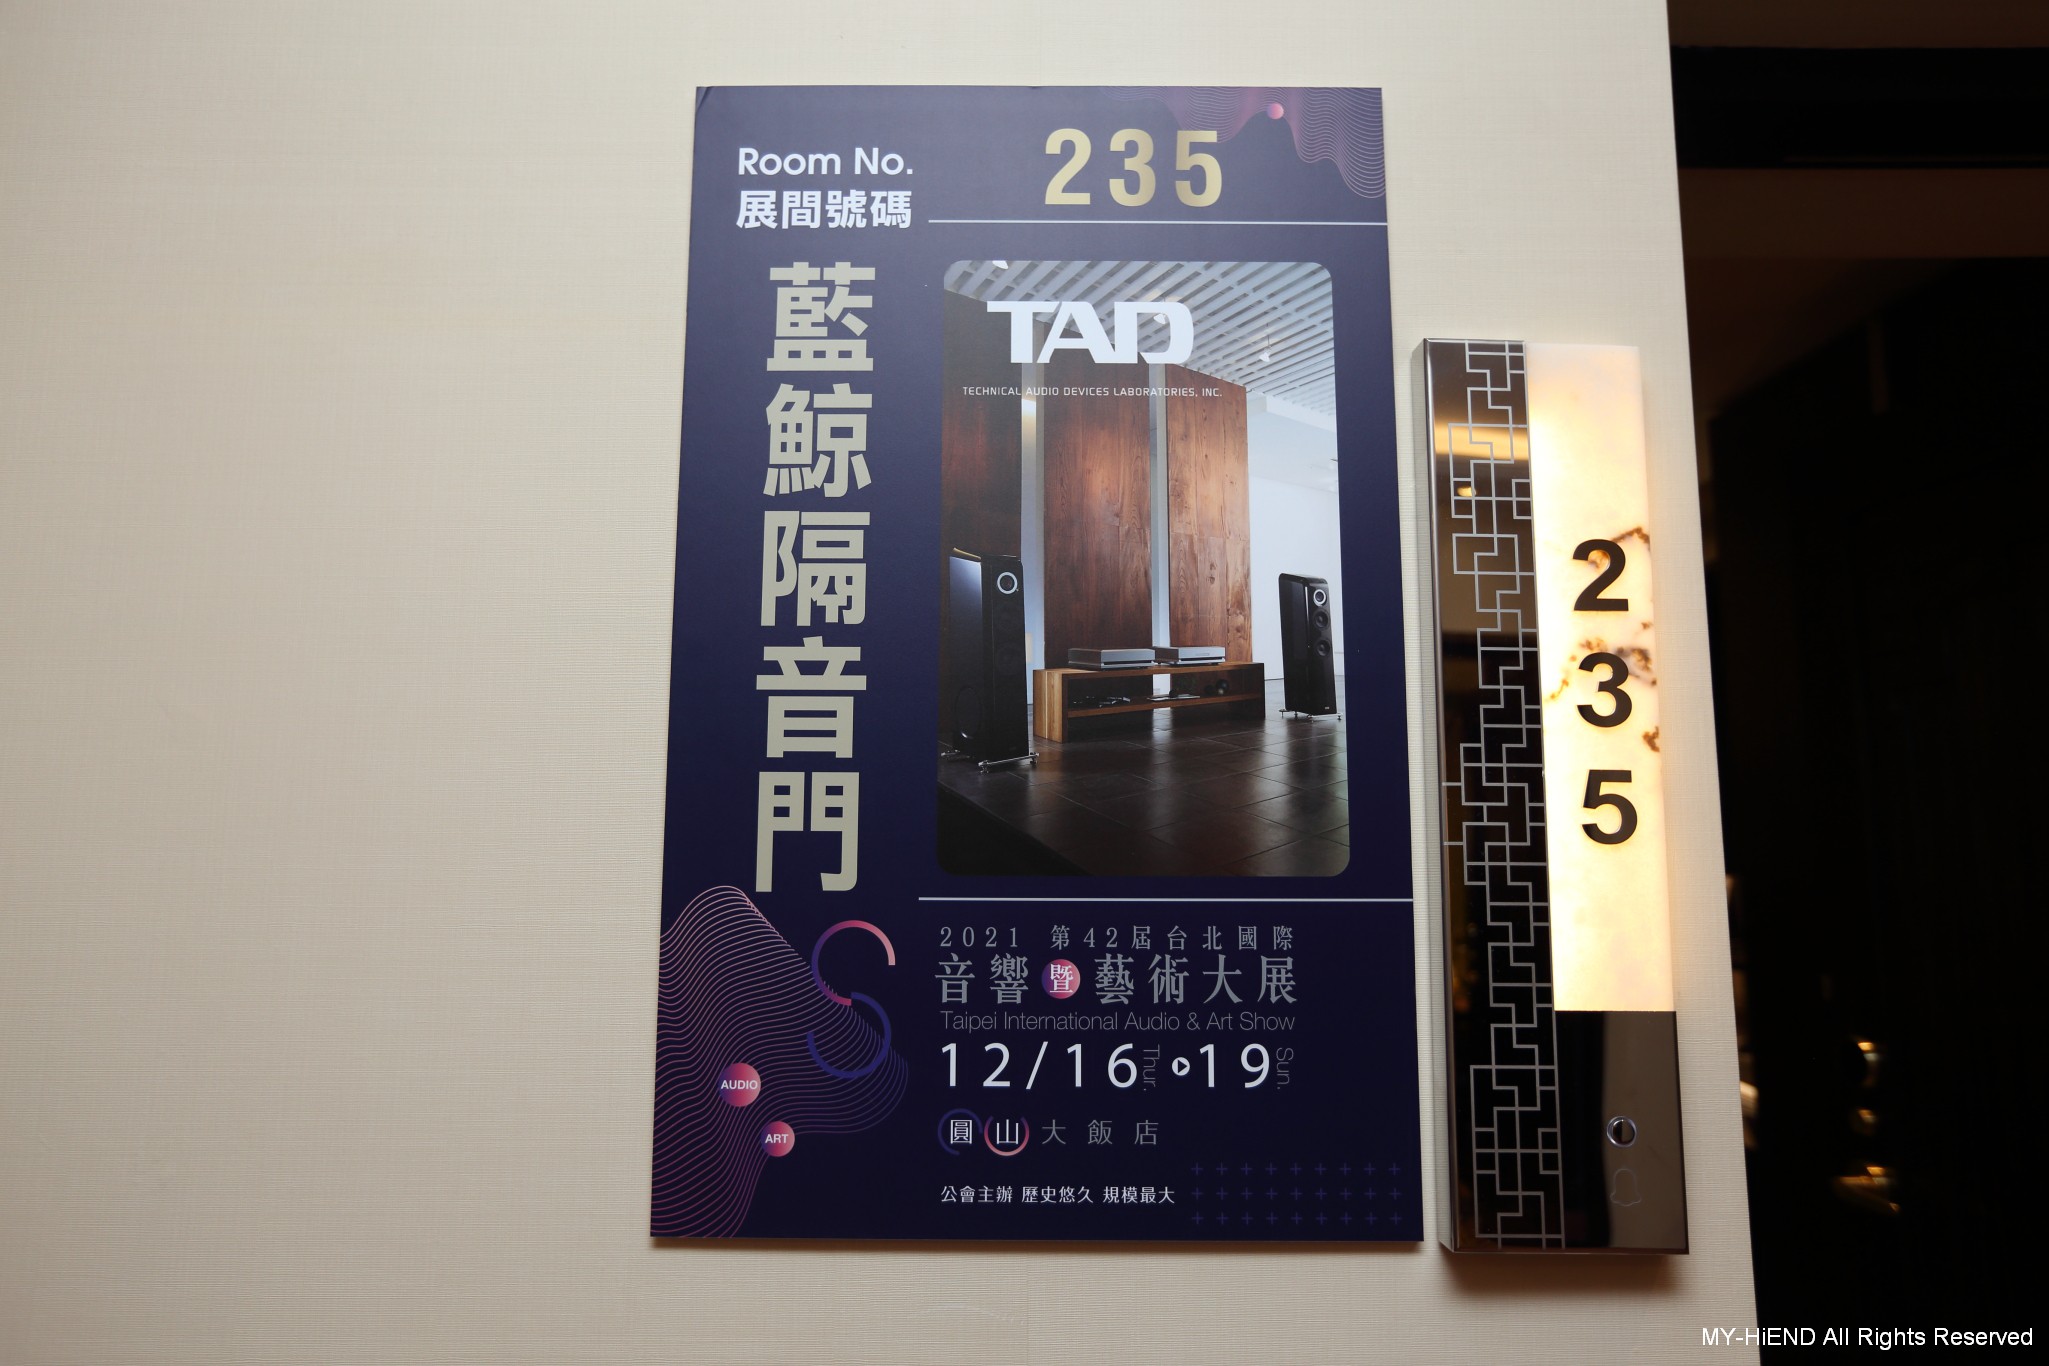 Room No.
展間號碼
235
藍鯨隔音門
TAD
TECHNICAL AUDIO DEVICES LABORATORIES, INC.
2021 第42屆台北國際
音響暨藝術大展
Taipei International Audio & Art Show
12/16 Thur. 19 Sun.
AUDIO
ART
圓山大飯店
公會主辦 歷史悠久 規模最大
2
3
5
MY-HiEND All Rights Reserved